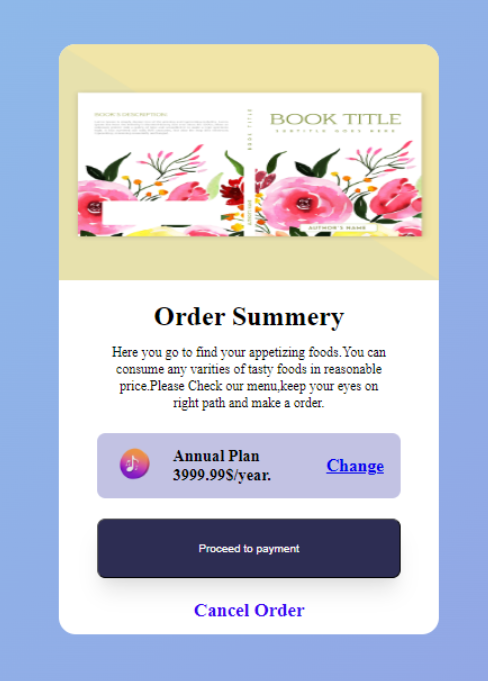 BOOK'S DESCRIPTION
BOOK TITLE
BOOK TITLE
SUBTITLE GOES HERE
AUTHOR'S NAME
Order Summery
Here you go to find your appetizing foods.You can
consume any varities of tasty foods in reasonable
price.Please Check our menu,keep your eyes on
right path and make a order.
Annual Plan
3999.99$/year.
Change
Proceed to payment
Cancel Order